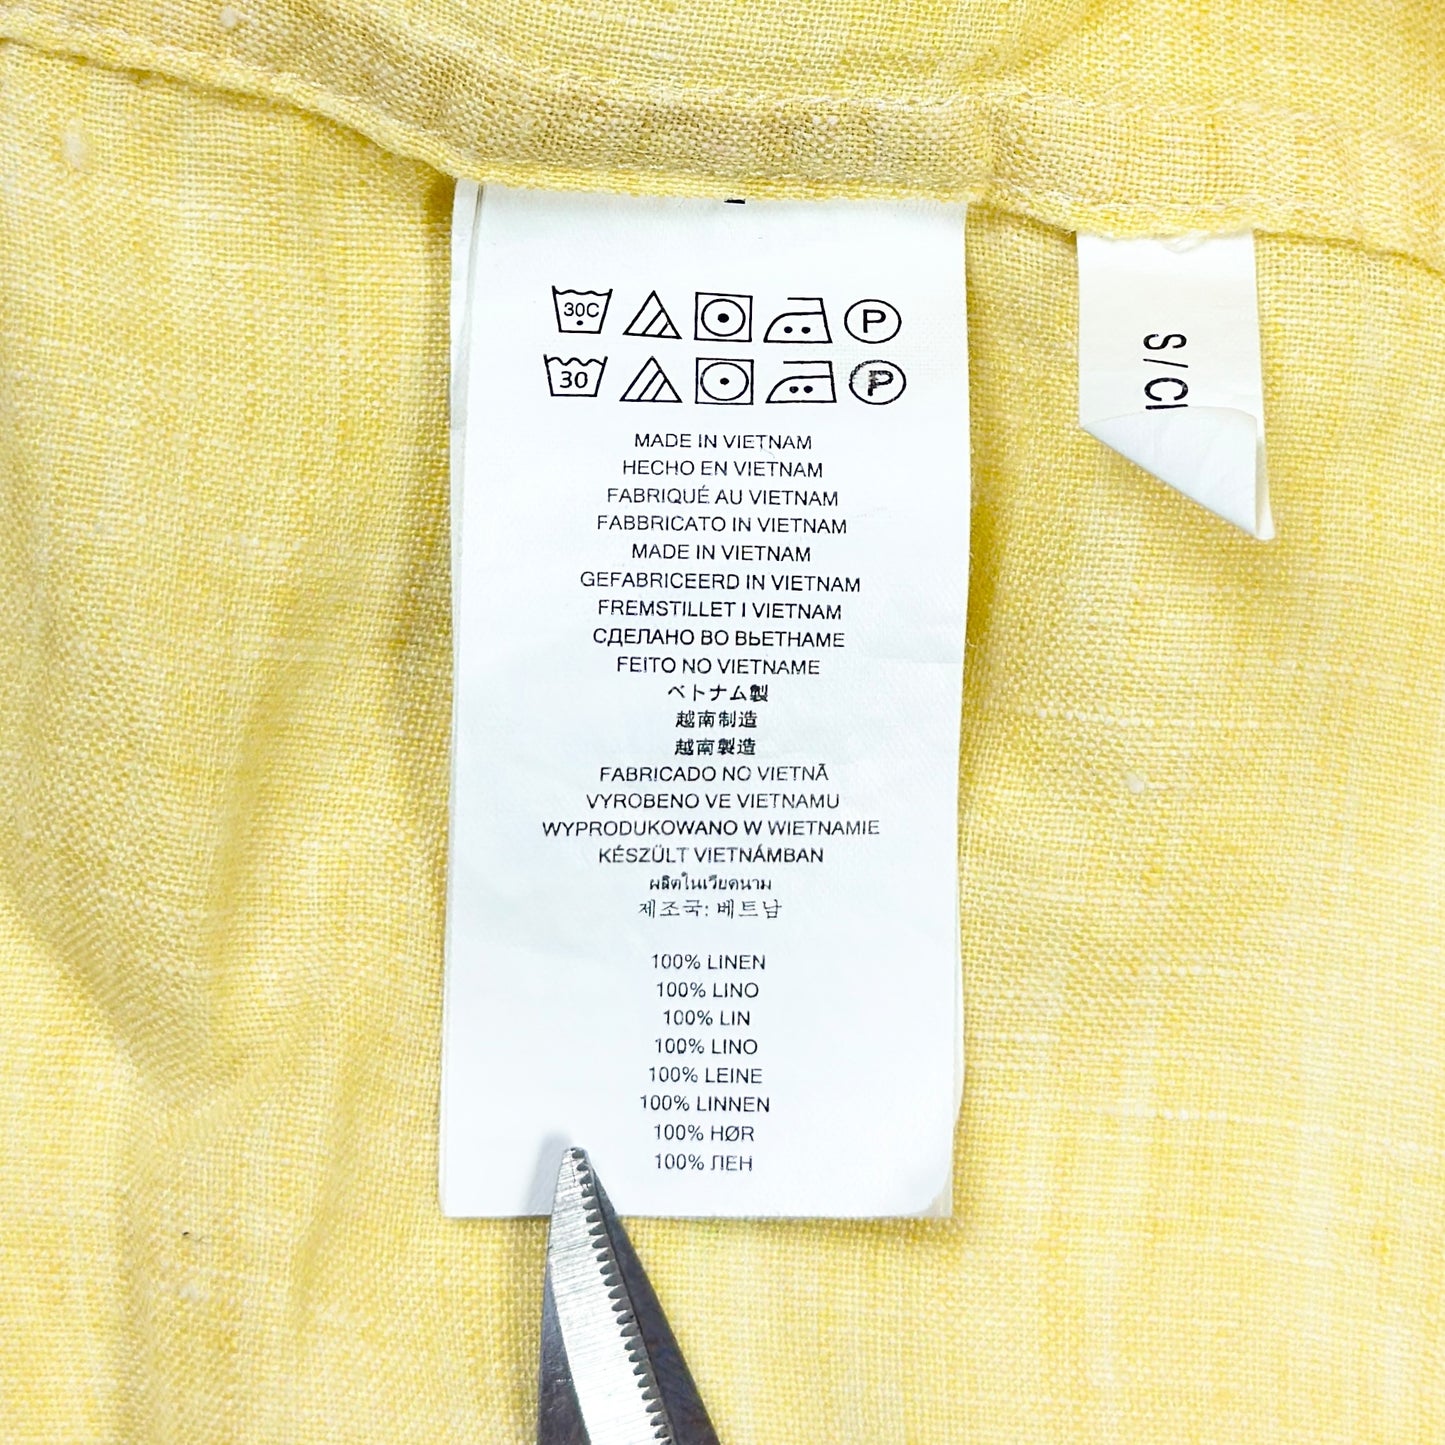 30C P
30 P
MADE IN VIETNAM
HECHO EN VIETNAM
FABRIQUÉ AU VIETNAM
FABBRICATO IN VIETNAM
MADE IN VIETNAM
GEFABRICEERD IN VIETNAM
FREMSTILLET I VIETNAM
СДЕЛАНО ВО ВЬЕТНАМЕ
FEITO NO VIETNAME
ベトナム製
越南制造
越南製造
FABRICADO NO VIETNÃ
VYROBENO VE VIETNAMU
WYPRODUKOWANO W WIETNAMIE
KÉSZÜLT VIETNÁMBAN
ผลิตในเวียดนาม
제조국: 베트남
100% LINEN
100% LINO
100% LIN
100% LINO
100% LEINE
100% LINNEN
100% HØR
100% ЛЕН
S /